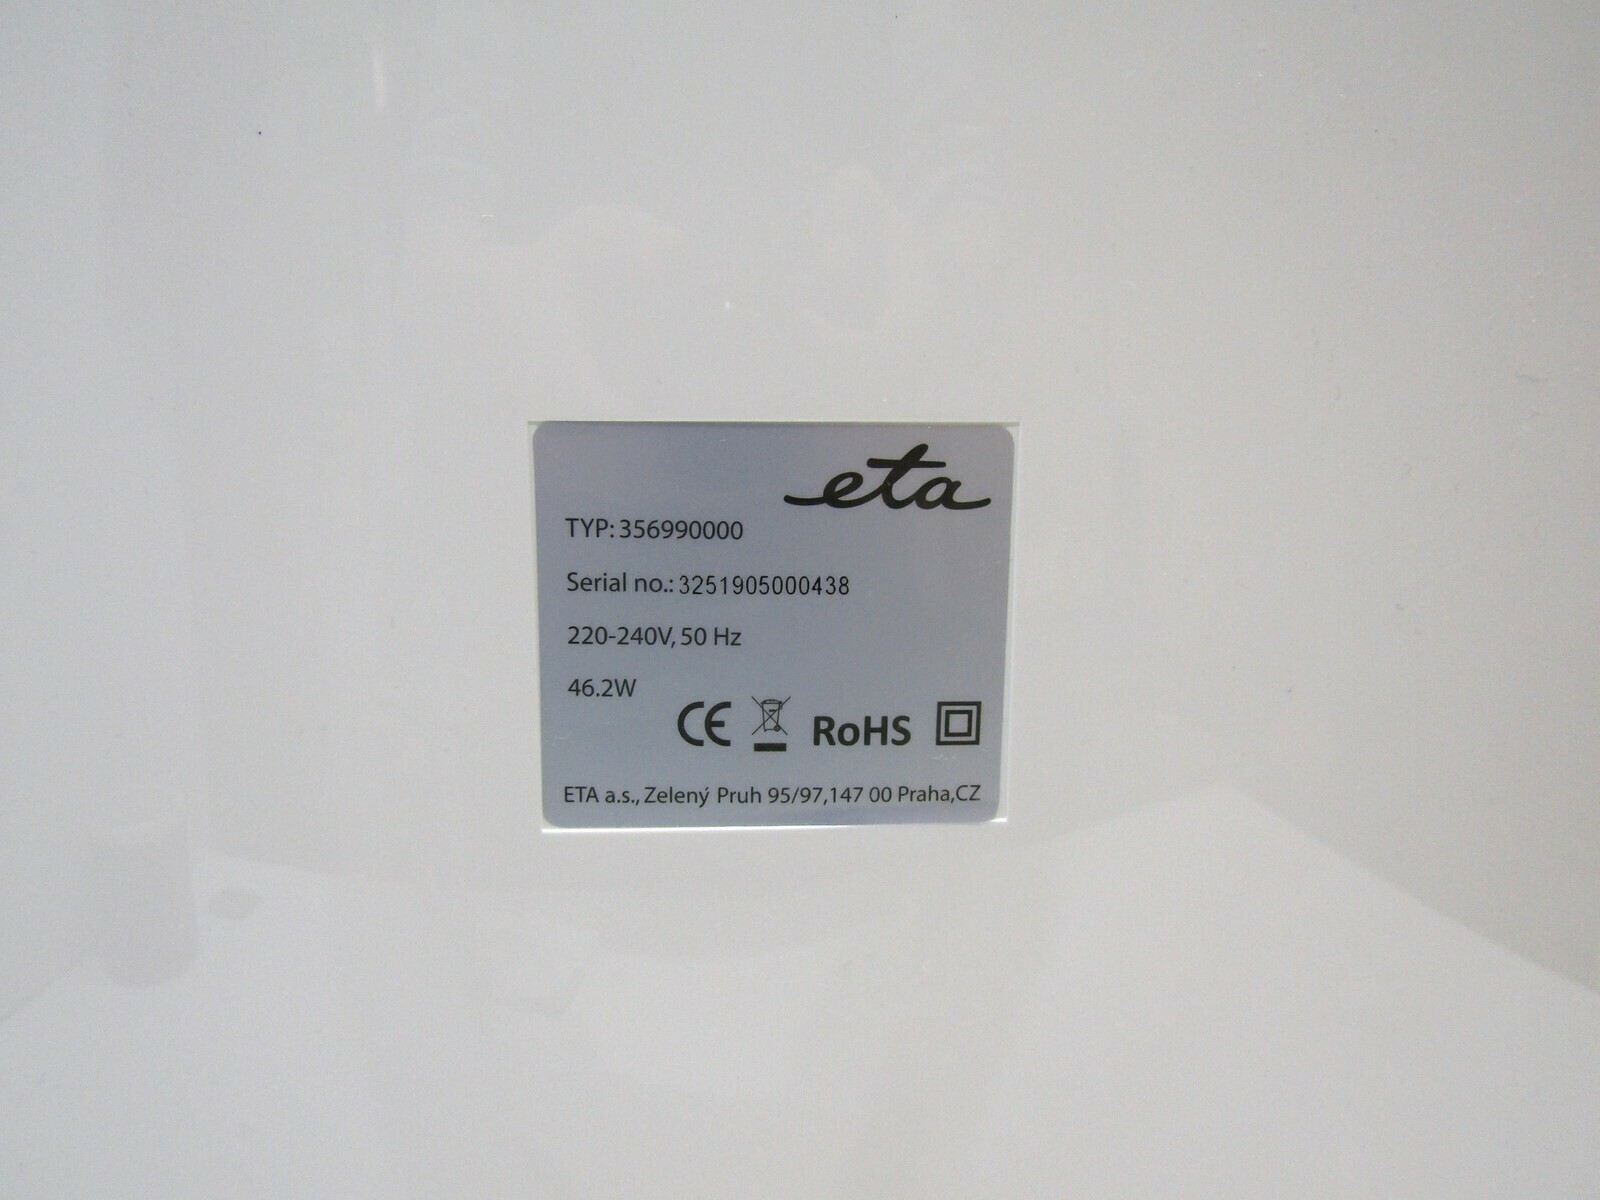 eta
TYP: 356990000
Serial no.: 3251905000438
220-240V, 50 Hz
46.2W
CE RoHS
ETA a.s., Zelený Pruh 95/97,147 00 Praha,CZ